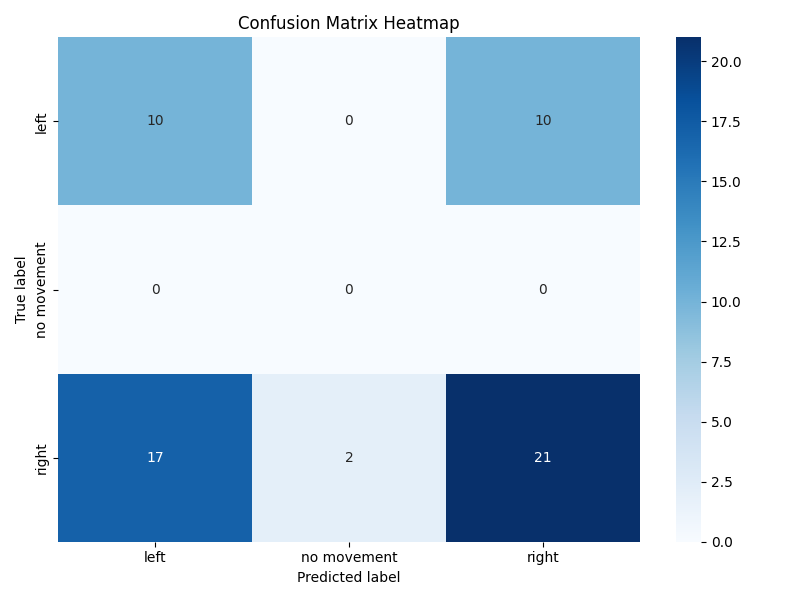 Confusion Matrix Heatmap
True label
left
10 0 10
no movement
0 0 0
right
17 2 21
left no movement right
Predicted label
20.0
17.5
15.0
12.5
10.0
7.5
5.0
2.5
0.0